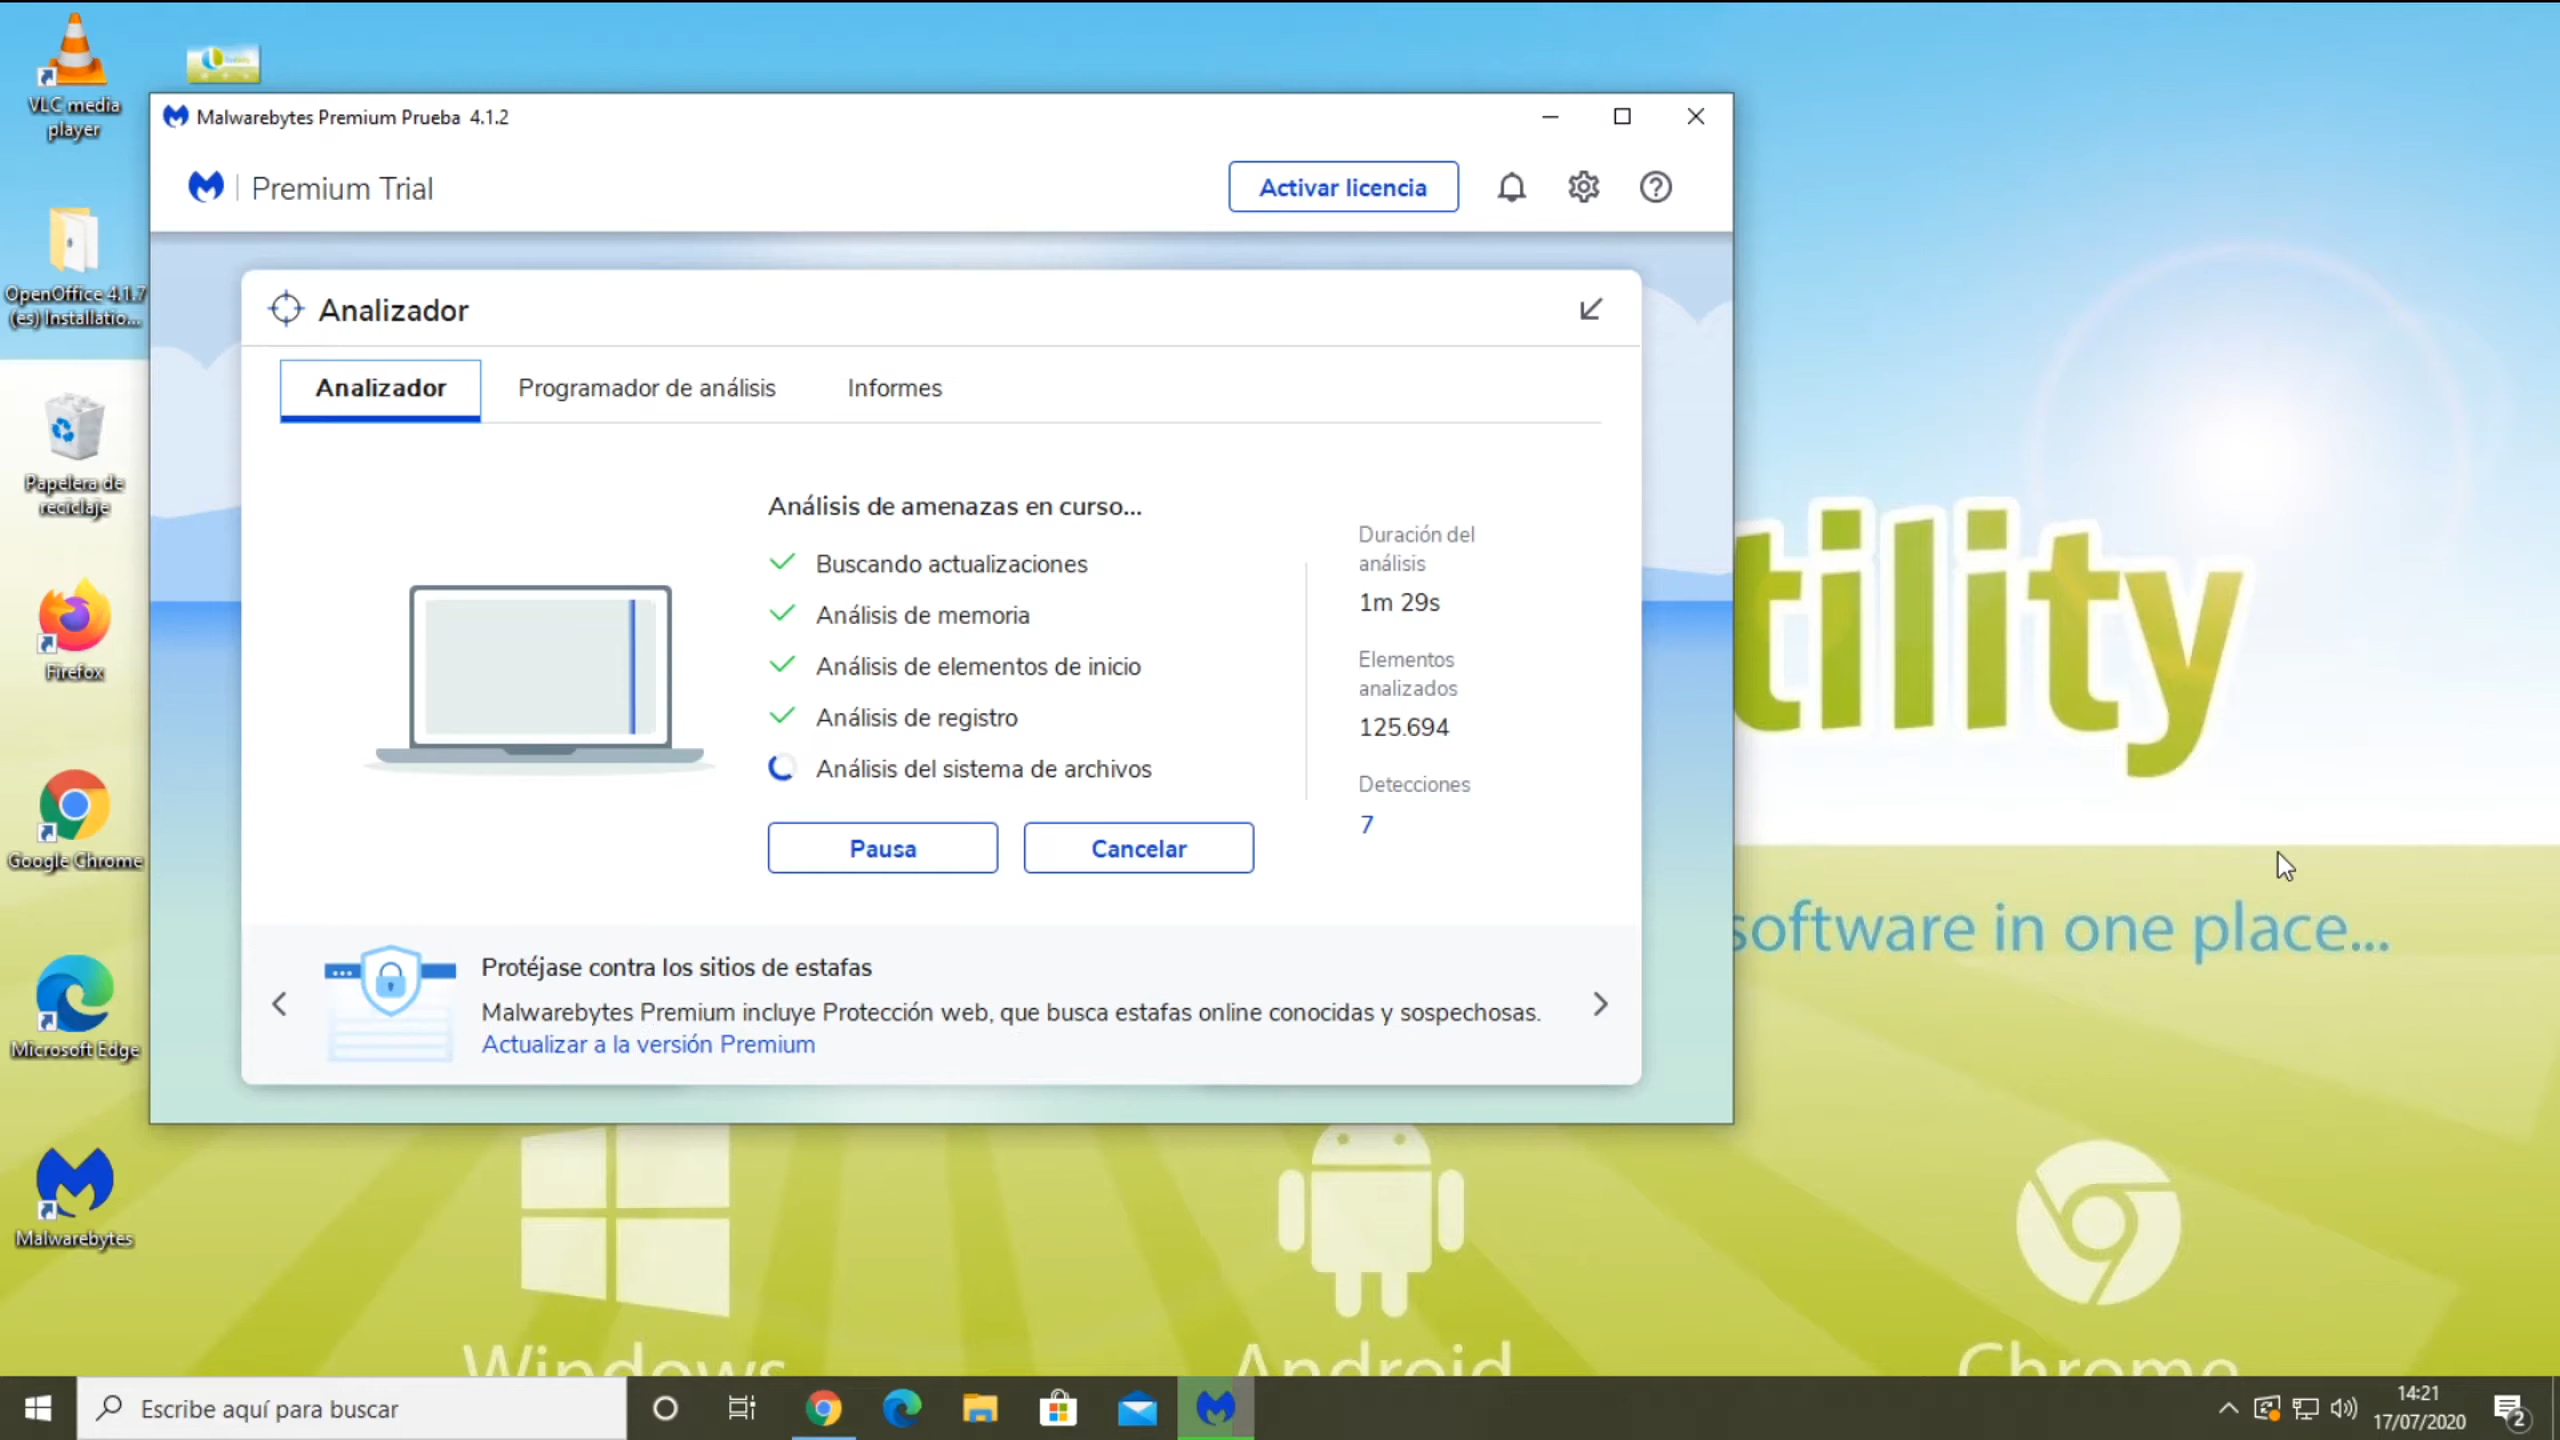 VLC media
player
OpenOffice 4.1.7
(es) Installatio...
Papelera de
reciclaje
Firefox
Google Chrome
Microsoft Edge
Malwarebytes
Malwarebytes Premium Prueba 4.1.2
Premium Trial
Activar licencia
Analizador
Analizador
Programador de análisis
Informes
Análisis de amenazas en curso...
Buscando actualizaciones
Análisis de memoria
Análisis de elementos de inicio
Análisis de registro
Análisis del sistema de archivos
Pausa
Cancelar
Duración del
análisis
1m 29s
Elementos
analizados
125.694
Detecciones
7
Protéjase contra los sitios de estafas
Malwarebytes Premium incluye Protección web, que busca estafas online conocidas y sospechosas.
Actualizar a la versión Premium
tility
software in one place...
Windows
Android
Chrome
Escribe aquí para buscar
14:21
17/07/2020
2